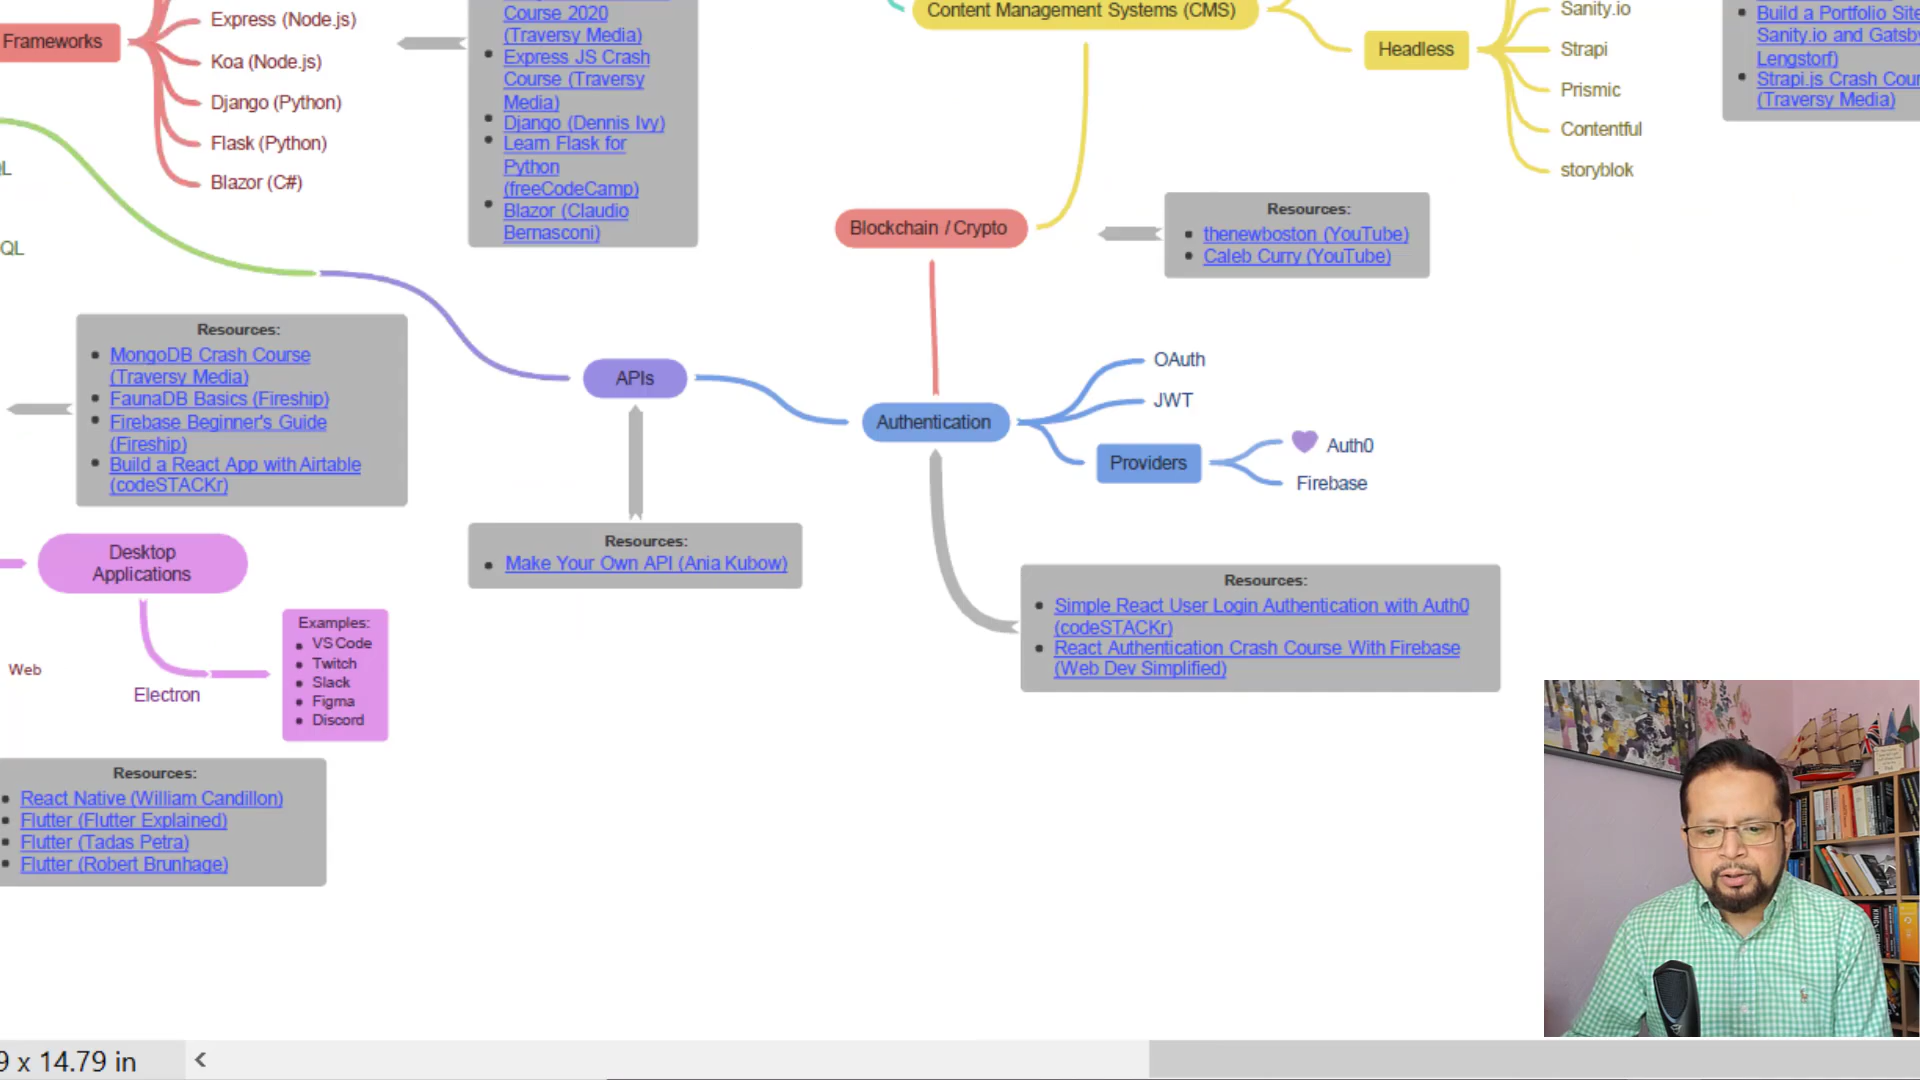 Frameworks
Express (Node.js)
Koa (Node.js)
Django (Python)
Flask (Python)
Blazor (C#)
Course 2020
(Traversy Media)
Express JS Crash
Course (Traversy
Media)
Django (Dennis Ivy)
Learn Flask for
Python
(freeCodeCamp)
Blazor (Claudio
Bernasconi)
Content Management Systems (CMS)
Headless
Sanity.io
Strapi
Prismic
Contentful
storyblok
Build a Portfolio Site
Sanity.io and Gatsby
Lengstorf)
Strapi.js Crash Cour
(Traversy Media)
QL
Blockchain / Crypto
Resources:
thenewboston (YouTube)
Caleb Curry (YouTube)
Resources:
MongoDB Crash Course
(Traversy Media)
FaunaDB Basics (Fireship)
Firebase Beginner's Guide
(Fireship)
Build a React App with Airtable
(codeSTACKr)
APIs
Resources:
Make Your Own API (Ania Kubow)
Authentication
OAuth
JWT
Providers
Auth0
Firebase
Resources:
Simple React User Login Authentication with Auth0
(codeSTACKr)
React Authentication Crash Course With Firebase
(Web Dev Simplified)
Desktop
Applications
Web
Electron
Examples:
VS Code
Twitch
Slack
Figma
Discord
Resources:
React Native (William Candillon)
Flutter (Flutter Explained)
Flutter (Tadas Petra)
Flutter (Robert Brunhage)
9 x 14.79 in